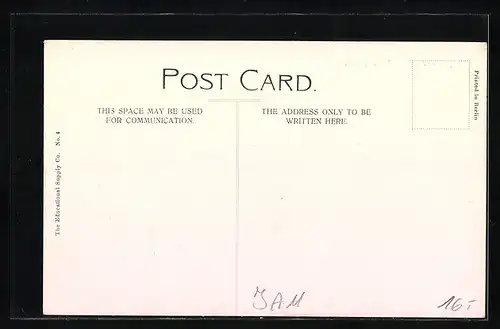 POST CARD.
THIS SPACE MAY BE USED
FOR COMMUNICATION.
THE ADDRESS ONLY TO BE
WRITTEN HERE.
Printed in Berlin
The Educational Supply Co. No. 4
JAM
16.-